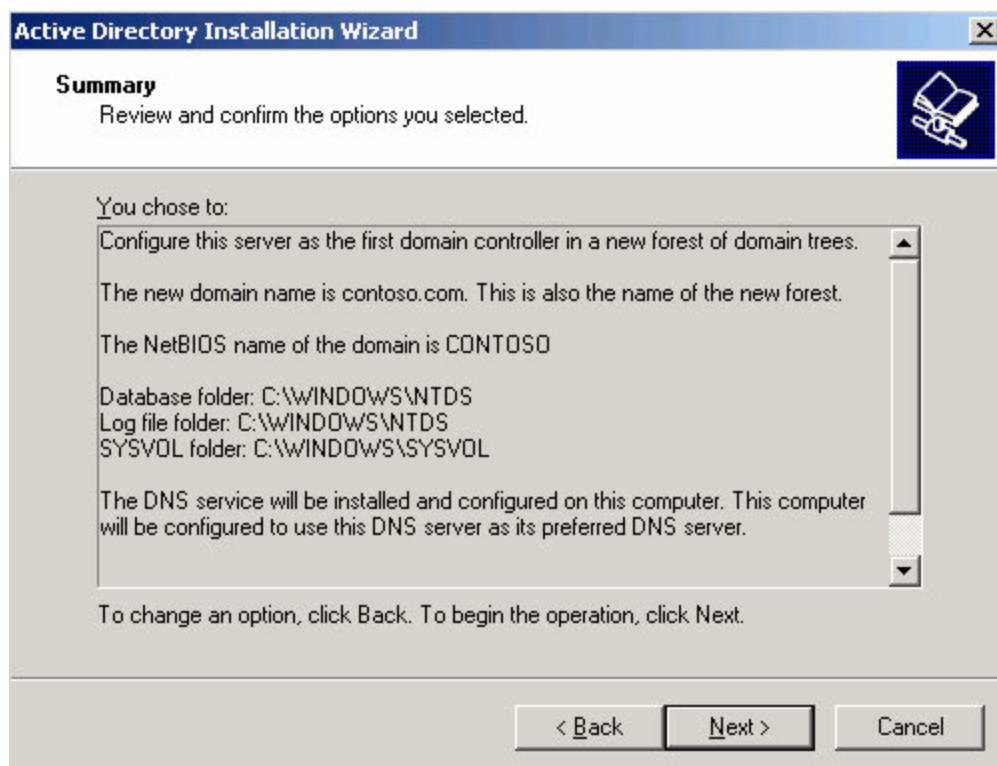 Active Directory Installation Wizard
Summary
Review and confirm the options you selected.
You chose to:
Configure this server as the first domain controller in a new forest of domain trees.
The new domain name is contoso.com. This is also the name of the new forest.
The NetBIOS name of the domain is CONTOSO
Database folder: C:\WINDOWS\NTDS
Log file folder: C:\WINDOWS\NTDS
SYSVOL folder: C:\WINDOWS\SYSVOL
The DNS service will be installed and configured on this computer. This computer
will be configured to use this DNS server as its preferred DNS server.
To change an option, click Back. To begin the operation, click Next.
< Back Next > Cancel